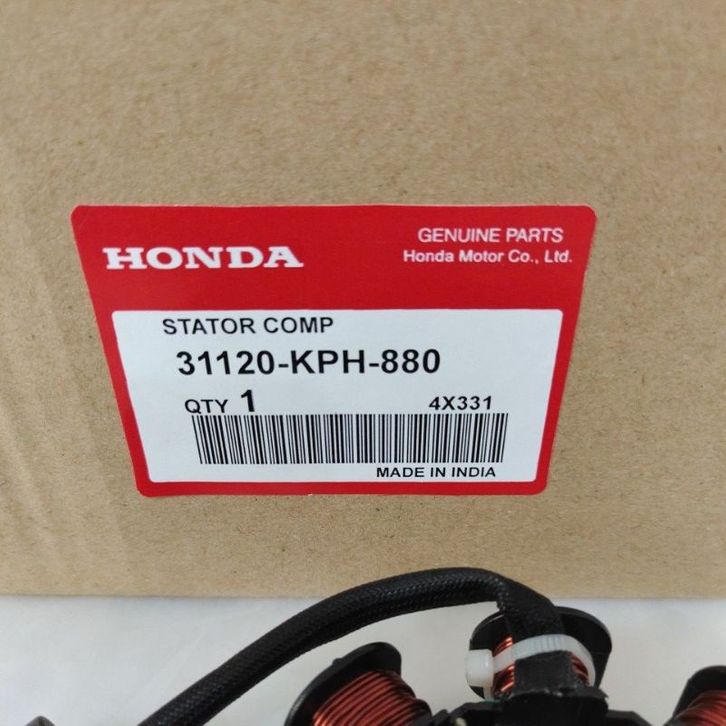 HONDA
GENUINE PARTS
Honda Motor Co., Ltd.
STATOR COMP
31120-KPH-880
QTY 1
4X331
MADE IN INDIA